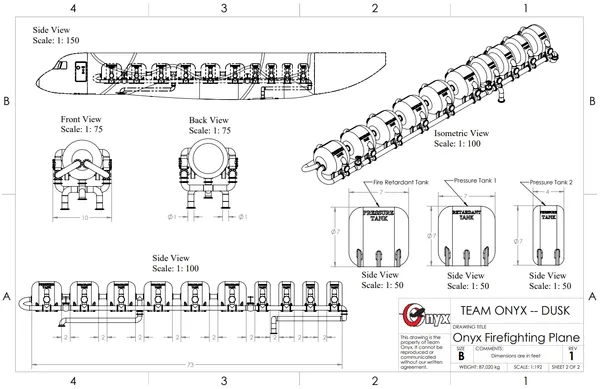 4 3 2 1
Side View
Scale: 1: 150
B
B
Front View
Scale: 1: 75
Back View
Scale: 1: 75
Isometric View
Scale: 1: 100
10
Ø1
Ø1
Fire Retardant Tank
Pressure Tank 1
Pressure Tank 2
7
7
4
Ø7
Ø7
Ø7
PRESSURE
TANK
RETARDANT
TANK
PRESSURE
TANK
Side View
Scale: 1: 50
Side View
Scale: 1: 50
Side View
Scale: 1: 50
Side View
Scale: 1: 100
A
A
2 2 2 2 2 2 2 2
73
Onyx
This drawing is the
property of Team
Onyx. It cannot be
reproduced or
communicated
without our written
agreement.
TEAM ONYX -- DUSK
DRAWING TITLE
Onyx Firefighting Plane
SIZE
B
COMMENTS:
Dimensions are in feet
REV
1
WEIGHT: 87,020 kg
SCALE: 1:192
SHEET 2 OF 2
4 3 2 1